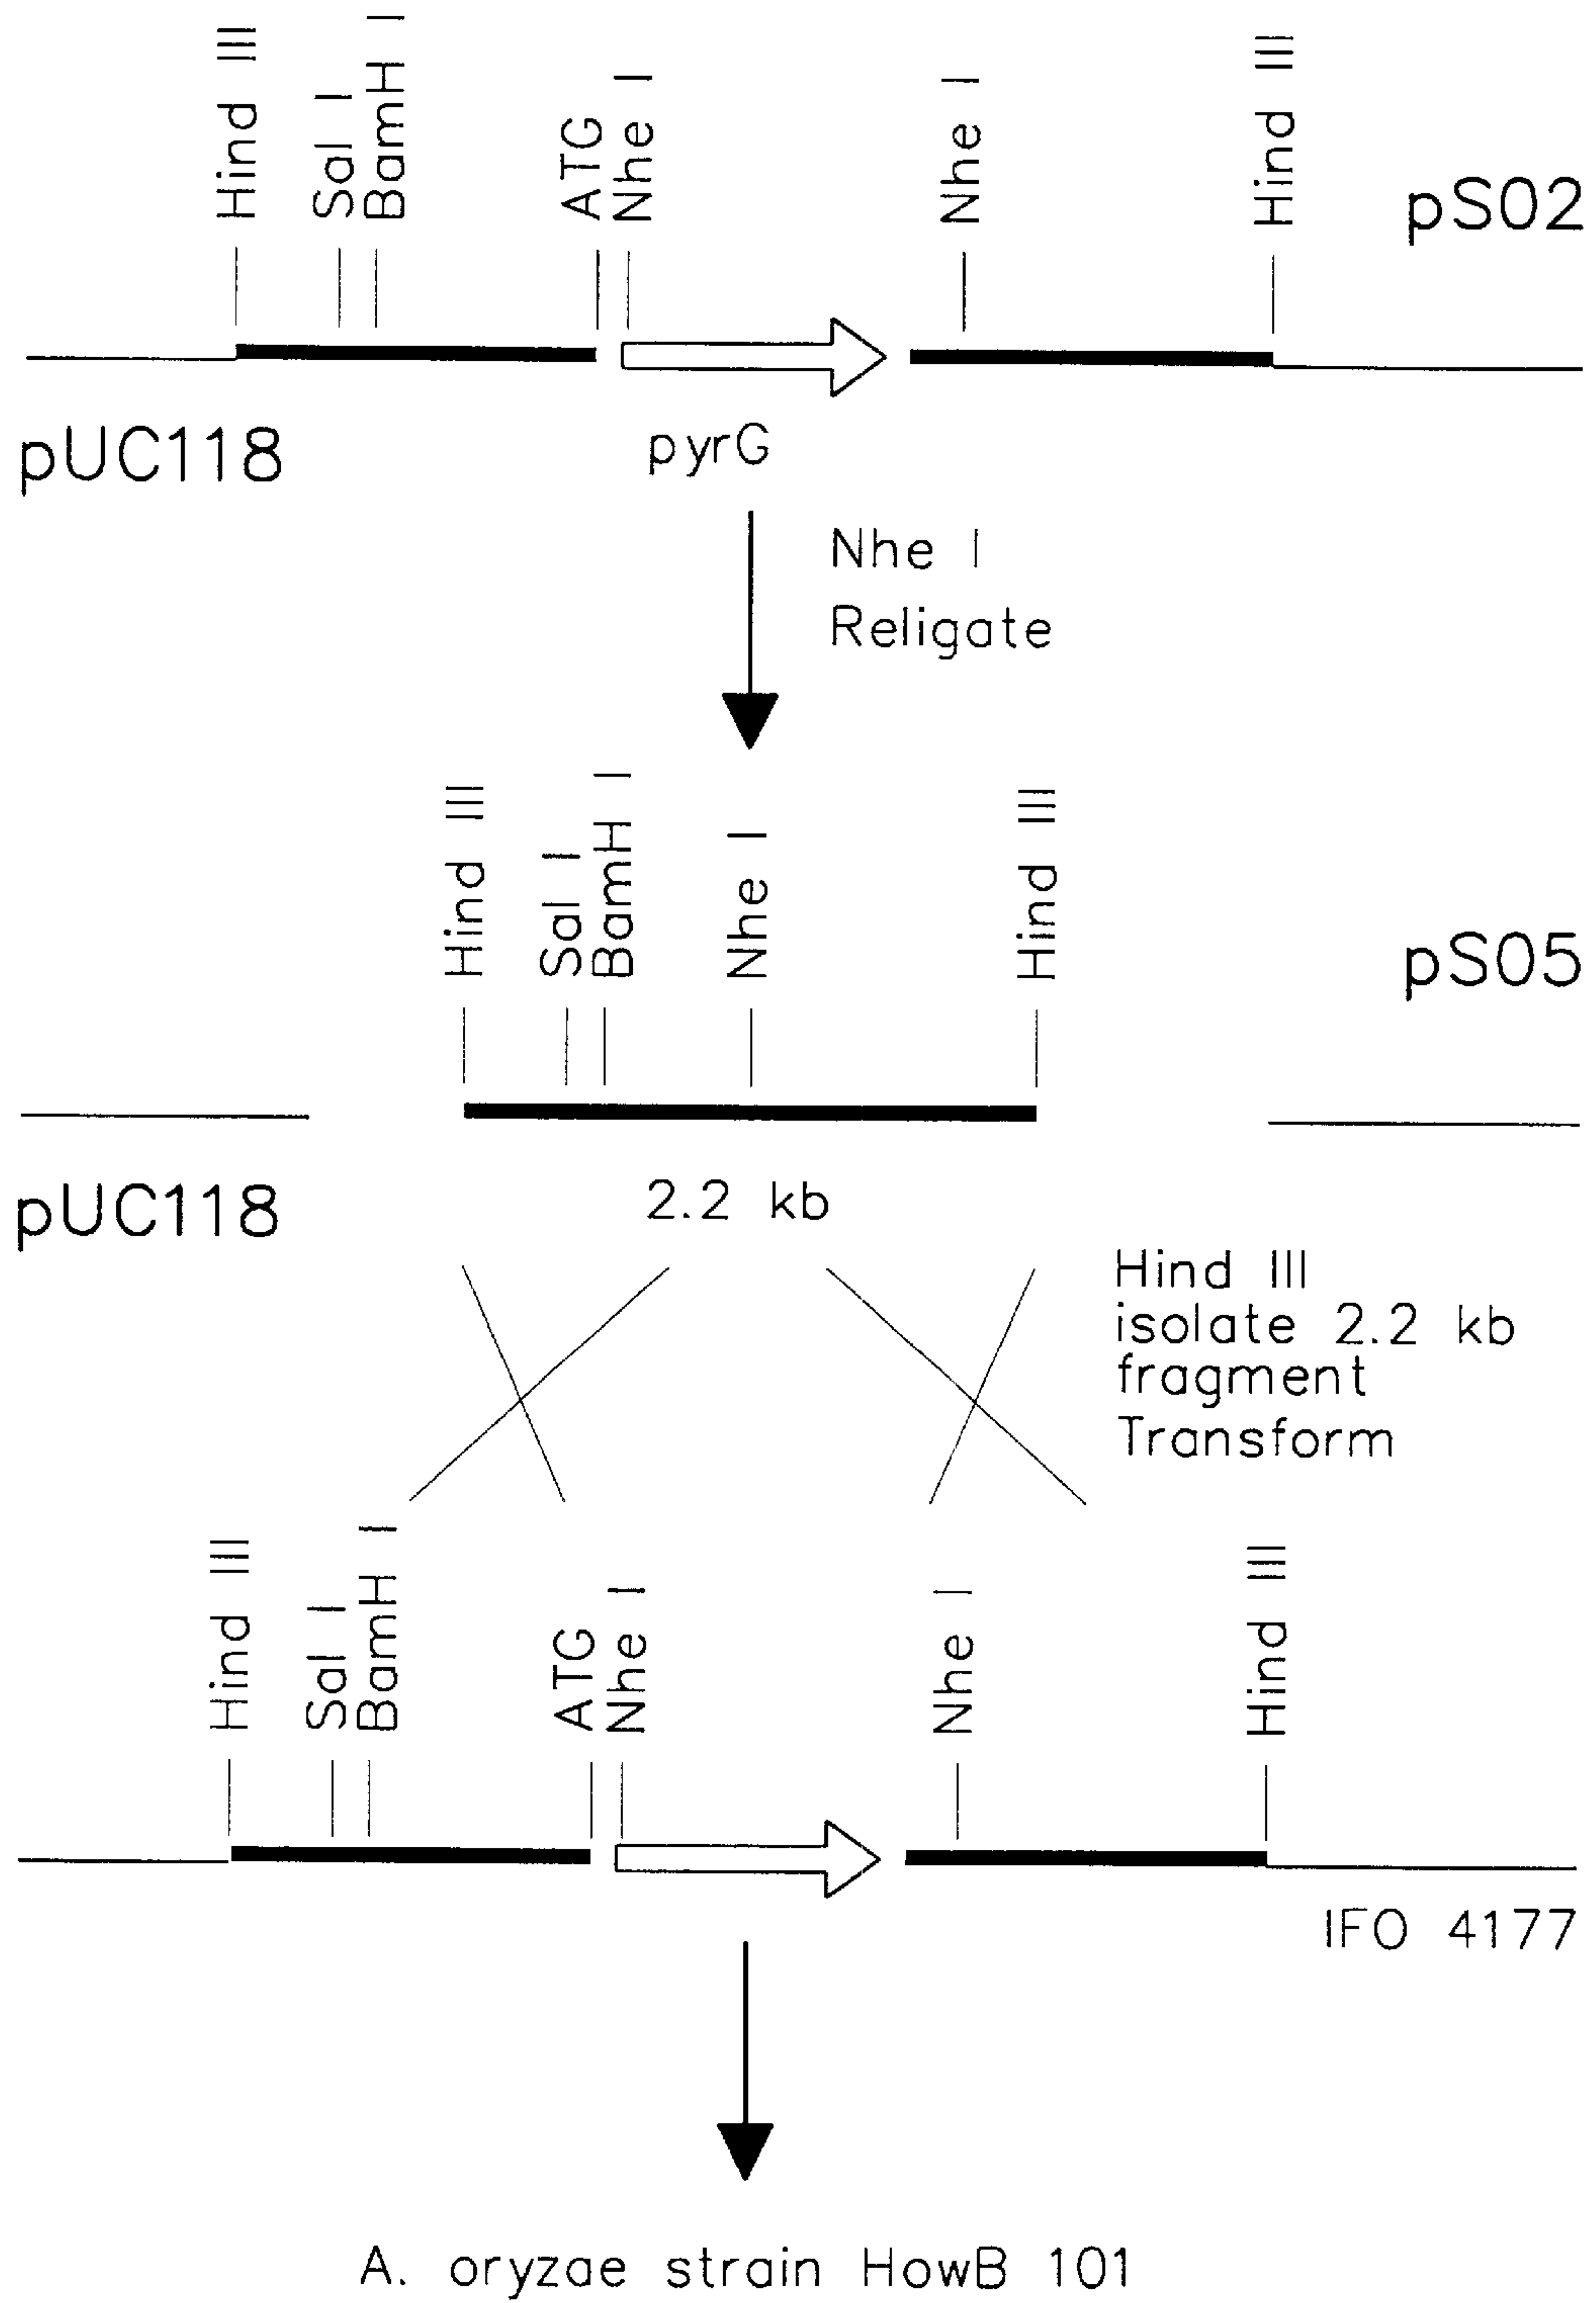 Hind III
Sal I
BamH I
ATG
Nhe I
Nhe I
Hind III
pS02
pUC118
pyrG
Nhe I
Religate
Hind III
Sal I
BamH I
Nhe I
Hind III
pS05
pUC118
2.2 kb
Hind III
isolate 2.2 kb
fragment
Transform
Hind III
Sal I
BamH I
ATG
Nhe I
Nhe I
Hind III
IFO 4177
A. oryzae strain HowB 101